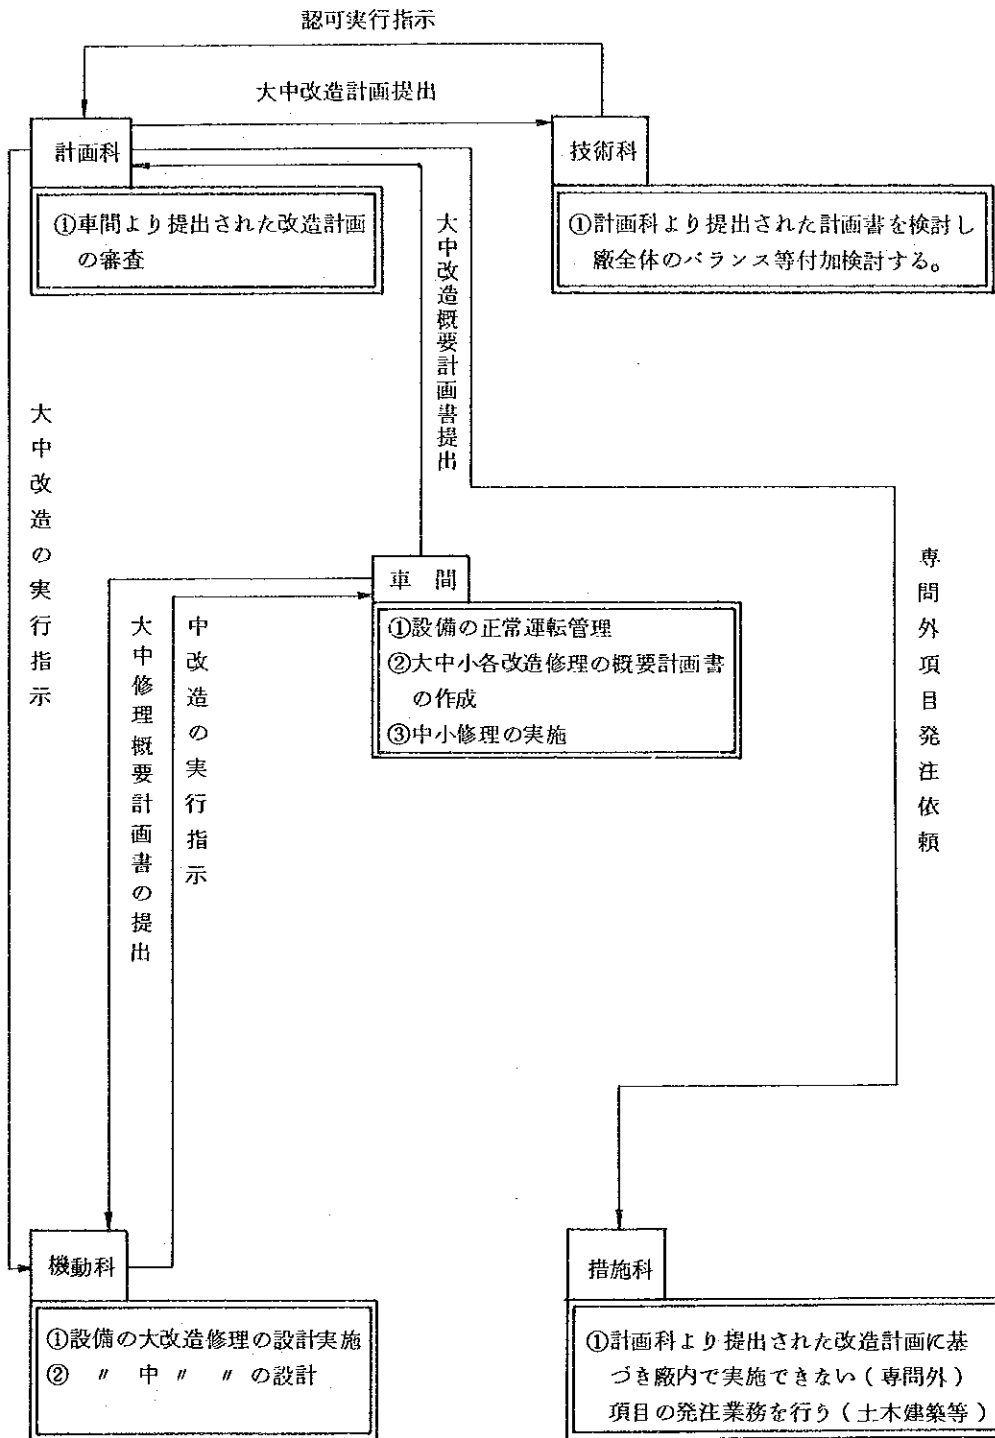 認可実行指示
大中改造計画提出
計画科
技術科
①車間より提出された改造計画
の審査
①計画科より提出された計画書を検討し
廠全体のバランス等付加検討する。
大中改造概要計画書提出
大中改造の実行指示
車間
①設備の正常運転管理
②大中小各改造修理の概要計画書
の作成
③中小修理の実施
専問外項目発注依頼
大中修理概要計画書の提出
中改造の実行指示
機動科
措施科
①設備の大改造修理の設計実施
② 〃 中 〃 〃 の設計
①計画科より提出された改造計画に基
づき廠内で実施できない(専問外)
項目の発注業務を行う(土木建築等)